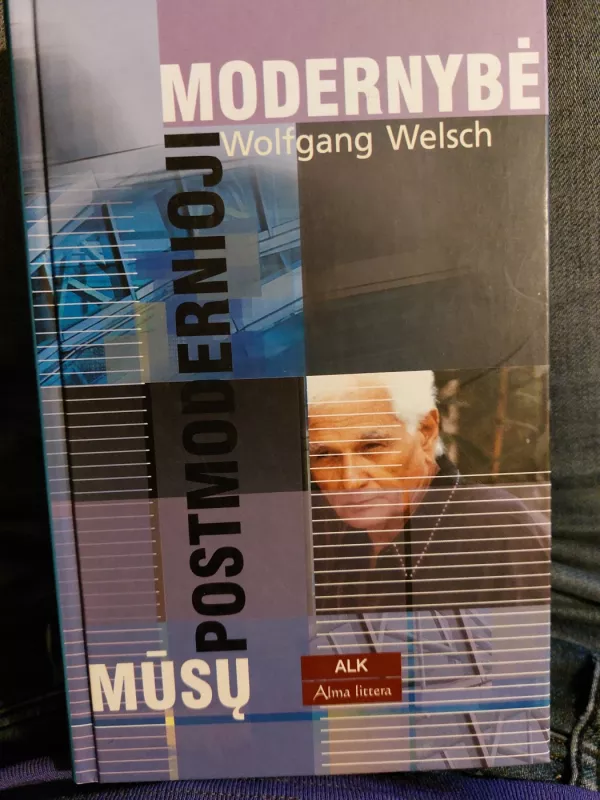 MODERNYBĖ
Wolfgang Welsch
POSTMODERNIOJI
MŪSŲ
ALK
Alma littera